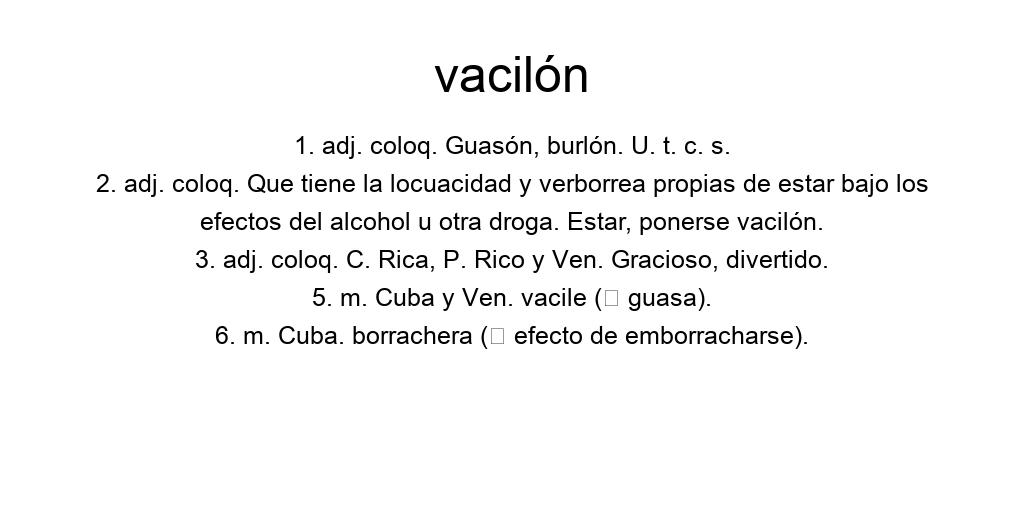 vacilón
1. adj. coloq. Guasón, burlón. U. t. c. s.
2. adj. coloq. Que tiene la locuacidad y verborrea propias de estar bajo los
efectos del alcohol u otra droga. Estar, ponerse vacilón.
3. adj. coloq. C. Rica, P. Rico y Ven. Gracioso, divertido.
5. m. Cuba y Ven. vacile (▯ guasa).
6. m. Cuba. borrachera (▯ efecto de emborracharse).